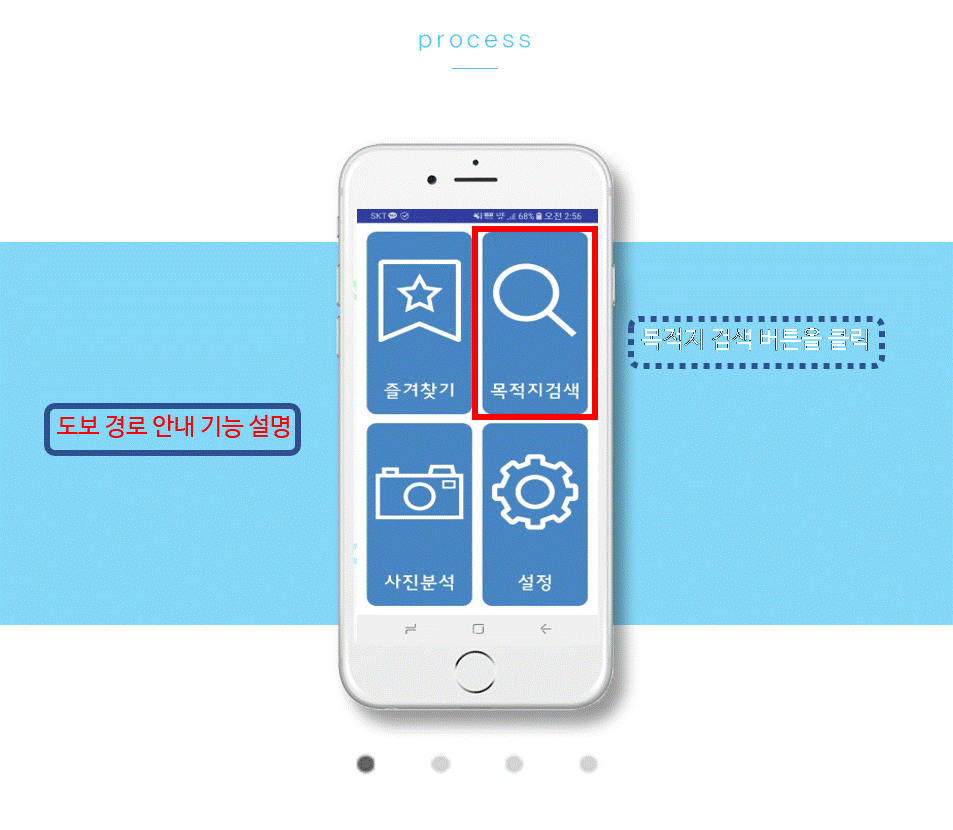 process
SKT 68% 오전 2:56
즐겨찾기
목적지검색
목적지 검색 버튼을 클릭
도보 경로 안내 기능 설명
사진분석
설정